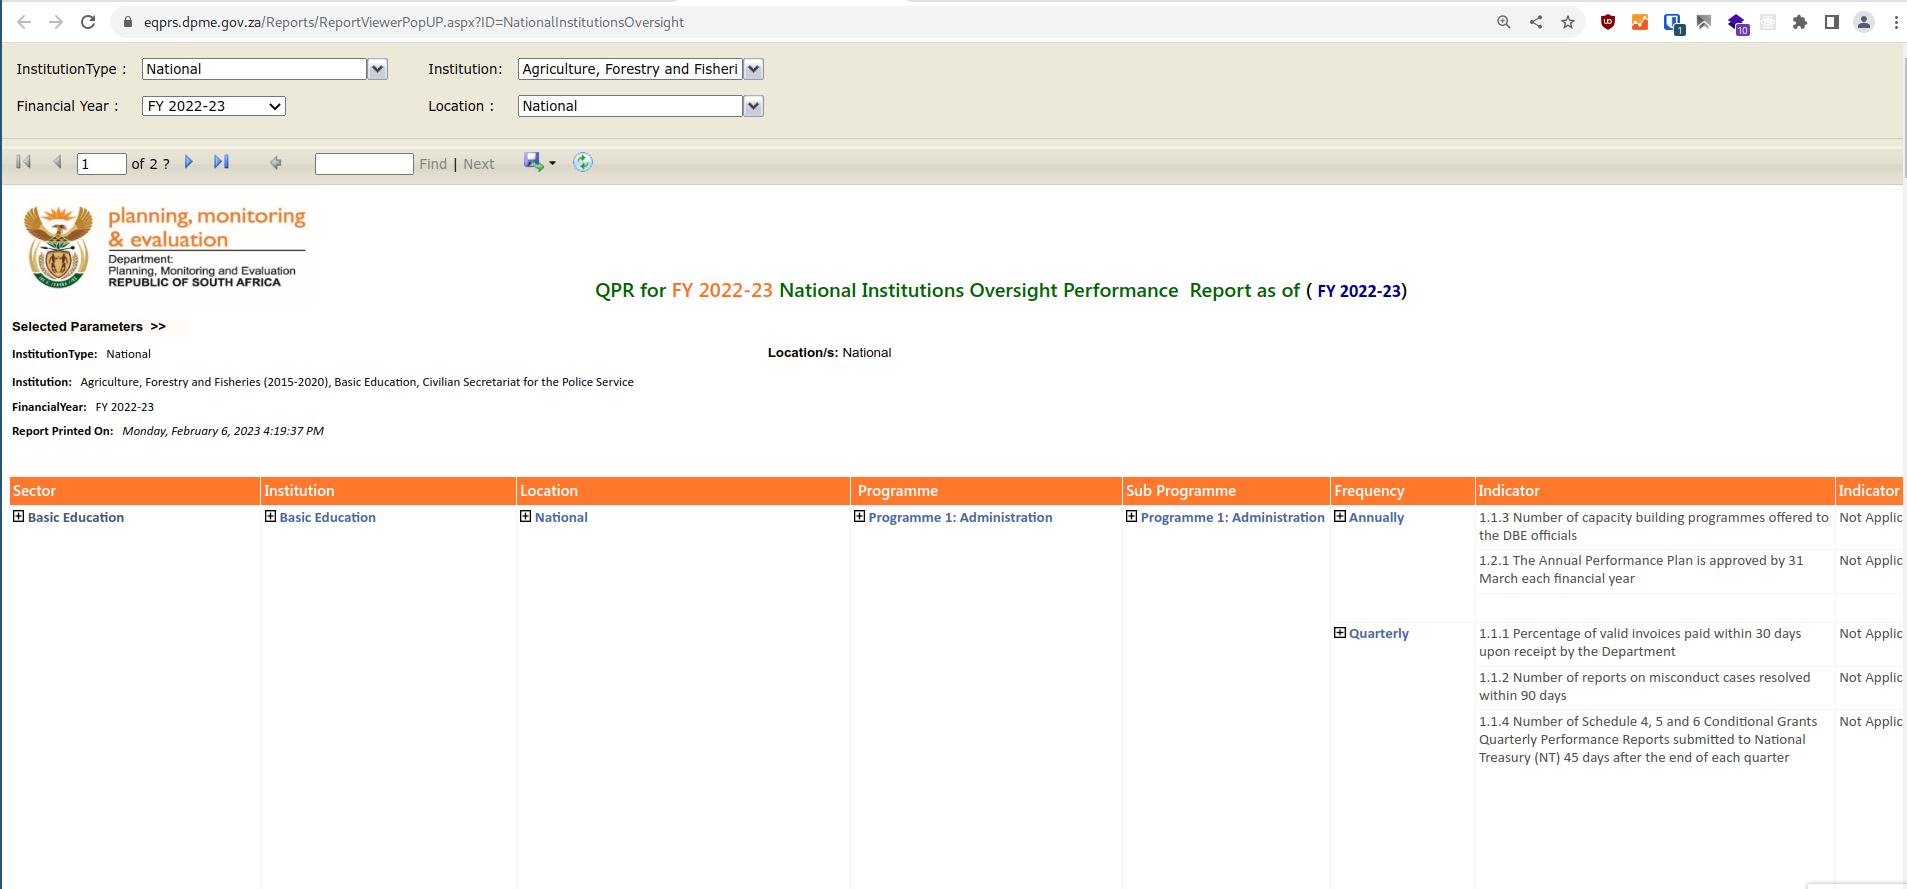 eqprs.dpme.gov.za/Reports/ReportViewerPopUP.aspx?ID=NationalInstitutionsOversight
1
10
InstitutionType :
National
Institution:
Agriculture, Forestry and Fisheri
Financial Year :
FY 2022-23
Location :
National
1
of 2 ?
Find | Next
planning, monitoring
& evaluation
Department:
Planning, Monitoring and Evaluation
REPUBLIC OF SOUTH AFRICA
QPR for FY 2022-23 National Institutions Oversight Performance Report as of ( FY 2022-23)
Selected Parameters >>
InstitutionType: National
Location/s: National
Institution: Agriculture, Forestry and Fisheries (2015-2020), Basic Education, Civilian Secretariat for the Police Service
FinancialYear: FY 2022-23
Report Printed On: Monday, February 6, 2023 4:19:37 PM
Sector
Institution
Location
Programme
Sub Programme
Frequency
Indicator
Indicator
Basic Education
Basic Education
National
Programme 1: Administration
Programme 1: Administration
Annually
1.1.3 Number of capacity building programmes offered to
the DBE officials
Not Applic
1.2.1 The Annual Performance Plan is approved by 31
March each financial year
Not Applic
Quarterly
1.1.1 Percentage of valid invoices paid within 30 days
upon receipt by the Department
Not Applic
1.1.2 Number of reports on misconduct cases resolved
within 90 days
Not Applic
1.1.4 Number of Schedule 4, 5 and 6 Conditional Grants
Quarterly Performance Reports submitted to National
Treasury (NT) 45 days after the end of each quarter
Not Applic